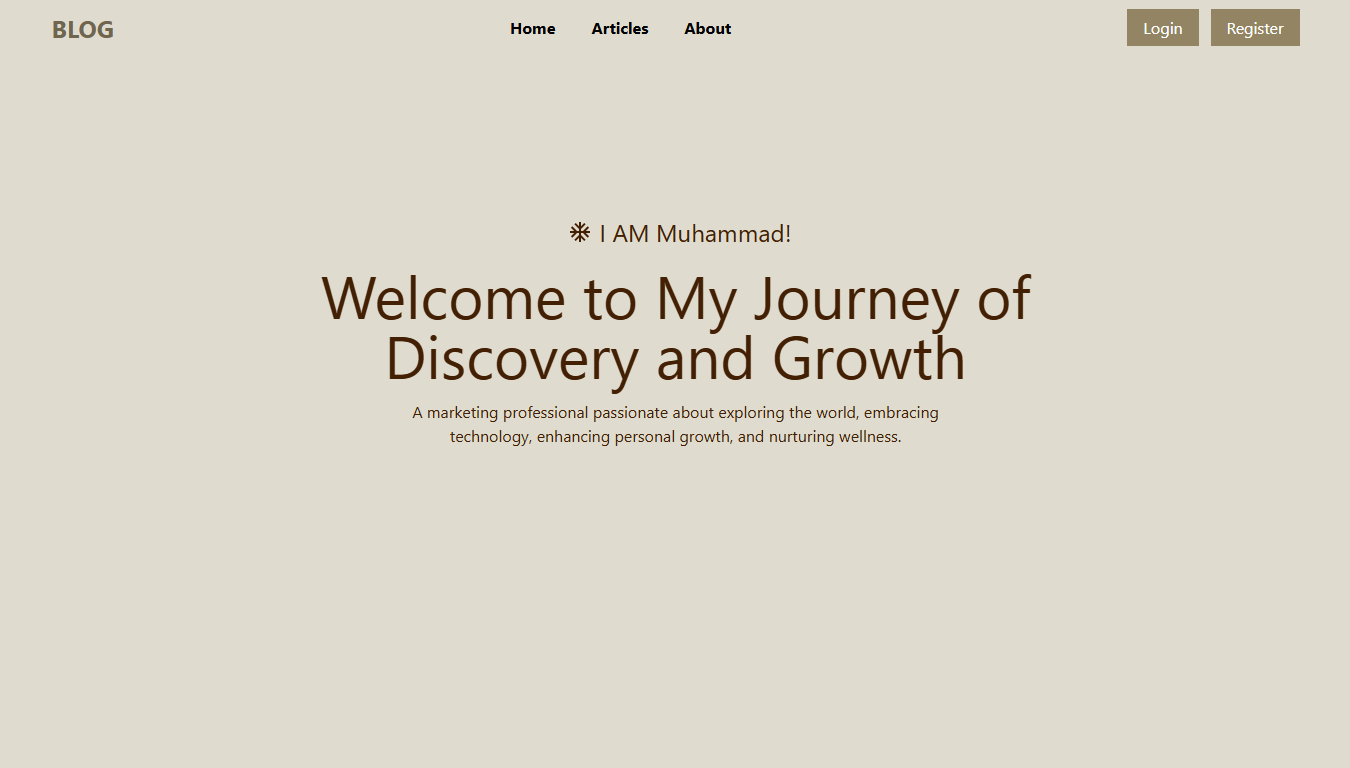 BLOG
Home
Articles
About
Login
Register
I AM Muhammad!
Welcome to My Journey of
Discovery and Growth
A marketing professional passionate about exploring the world, embracing
technology, enhancing personal growth, and nurturing wellness.